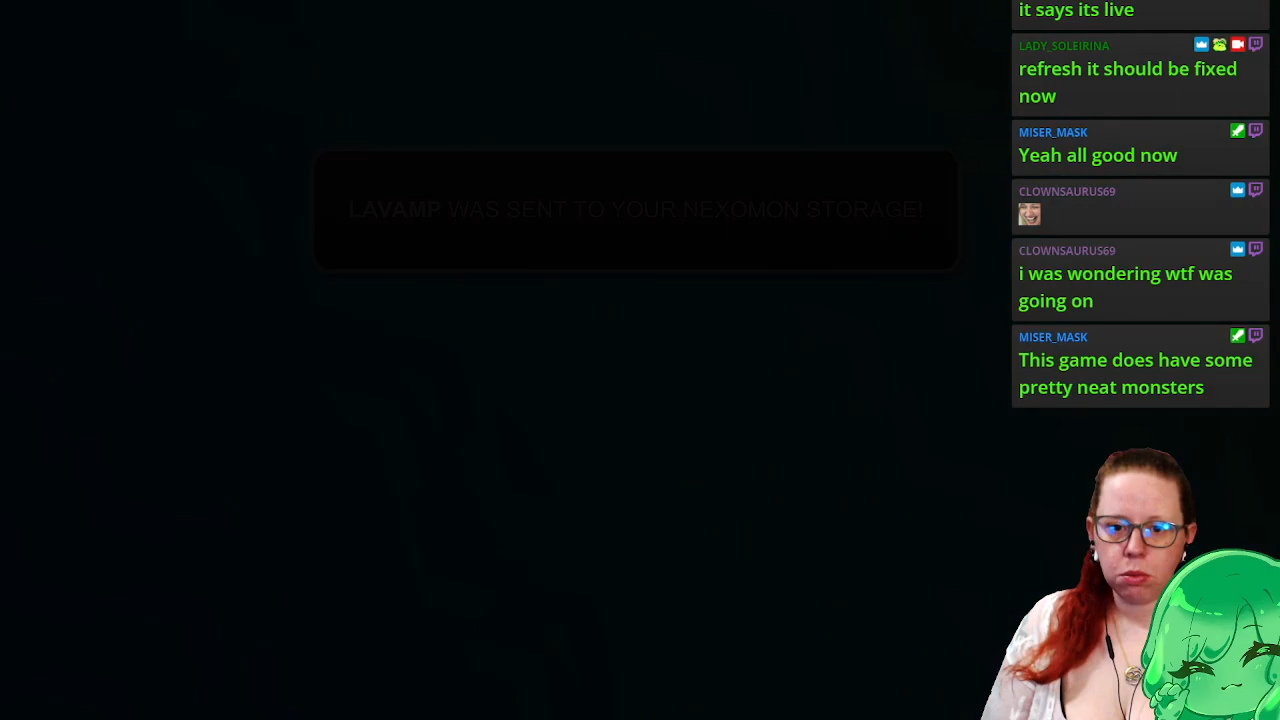 it says its live
LADY_SOLEIRINA
refresh it should be fixed
now
MISER_MASK
Yeah all good now
CLOWNSAURUS69
CLOWNSAURUS69
i was wondering wtf was
going on
MISER_MASK
This game does have some
pretty neat monsters
LAVAMP WAS SENT TO YOUR NEXOMON STORAGE!